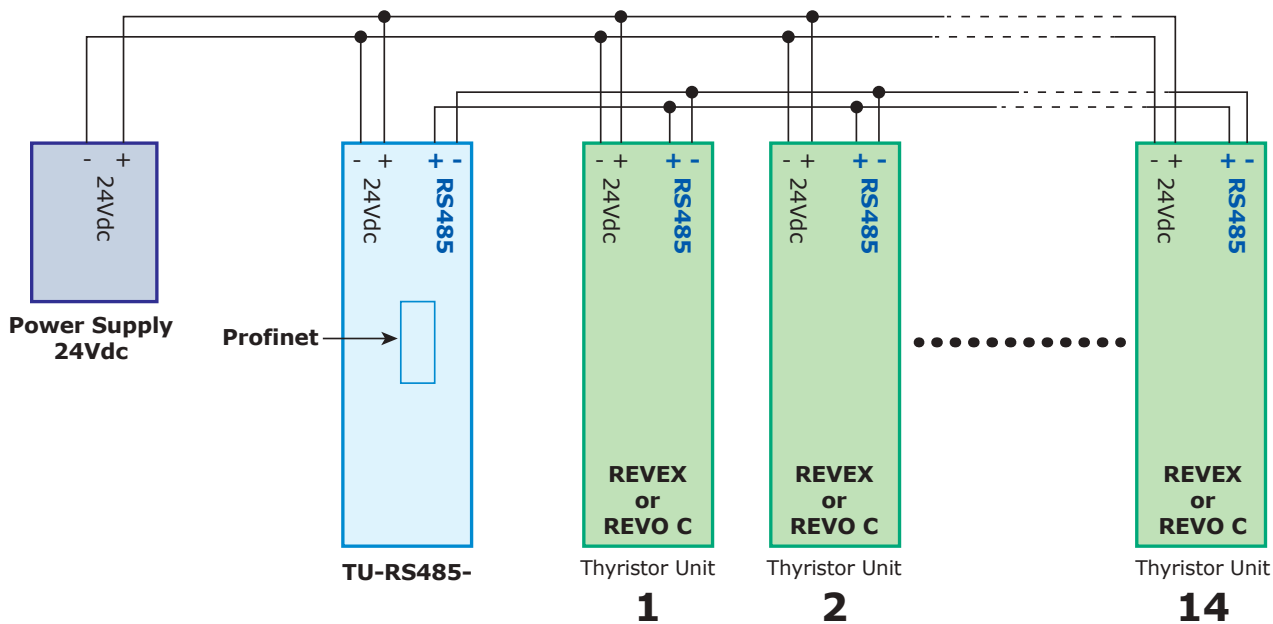 - +
24Vdc
Power Supply
24Vdc
- + + -
24Vdc
RS485
Profinet
TU-RS485-
- + + -
24Vdc
RS485
REVEX
or
REVO C
Thyristor Unit
1
- + + -
24Vdc
RS485
REVEX
or
REVO C
Thyristor Unit
2
- + + -
24Vdc
RS485
REVEX
or
REVO C
Thyristor Unit
14